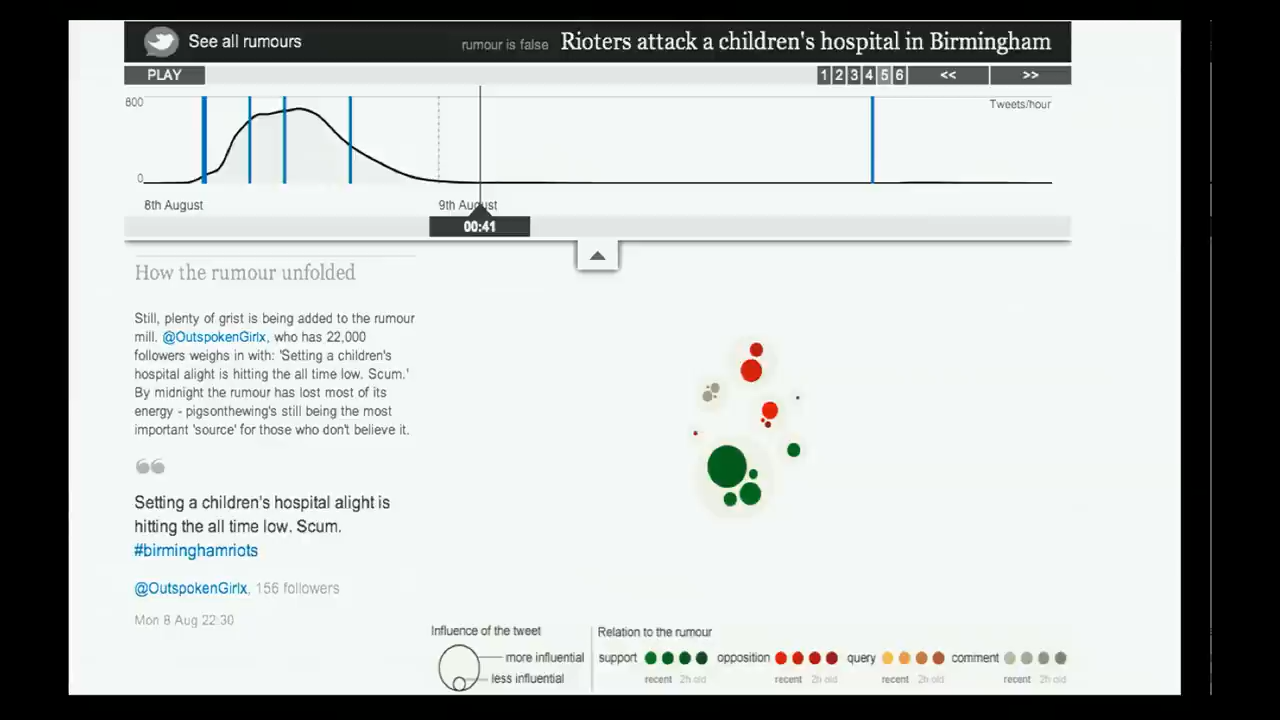 See all rumours
rumour is false Rioters attack a children's hospital in Birmingham
PLAY
1 2 3 4 5 6 << >>
800
Tweets/hour
0
8th August
9th August
00:41
How the rumour unfolded
Still, plenty of grist is being added to the rumour
mill. @OutspokenGirlx, who has 22,000
followers weighs in with: 'Setting a children's
hospital alight is hitting the all time low. Scum.'
By midnight the rumour has lost most of its
energy - pigsonthewing's still being the most
important 'source' for those who don't believe it.
Setting a children's hospital alight is
hitting the all time low. Scum.
#birminghamriots
@OutspokenGirlx, 156 followers
Mon 8 Aug 22:30
Influence of the tweet
more influential
less influential
Relation to the rumour
support opposition query comment
recent 2h old recent 2h old recent 2h old recent 2h old